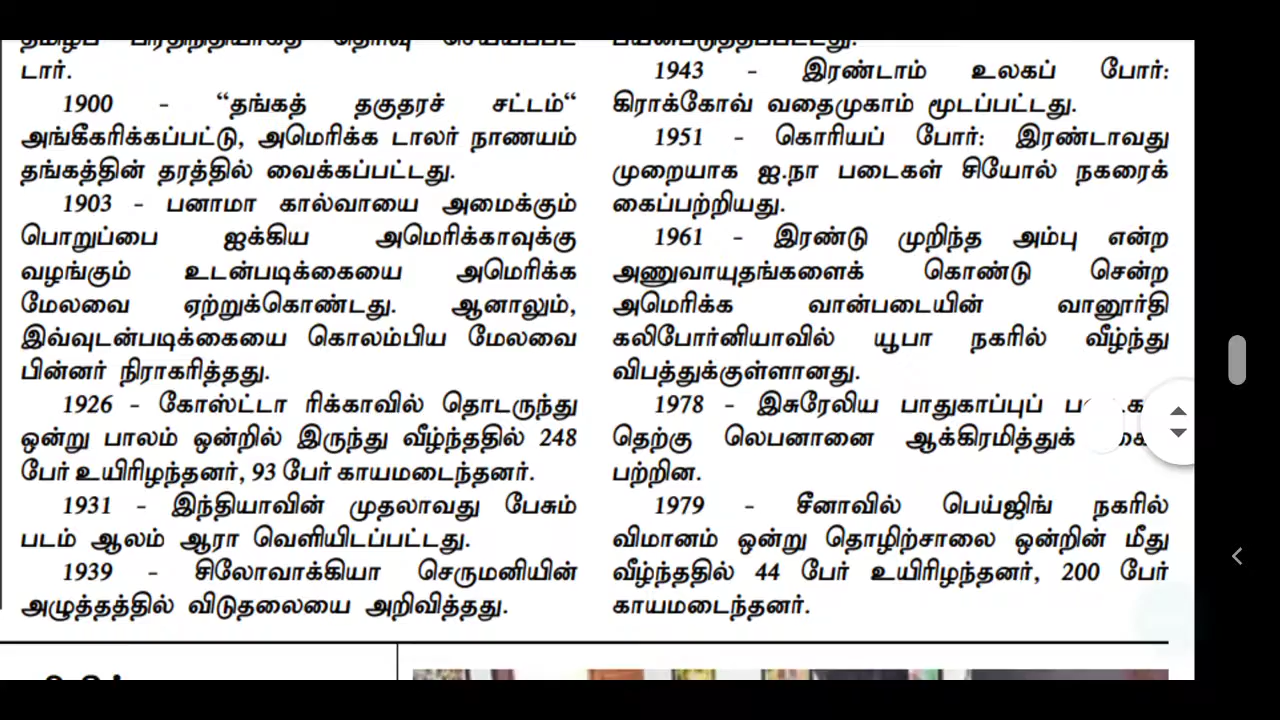 டார்.
1900 - “தங்கத் தகுதரச் சட்டம்“
அங்கீகரிக்கப்பட்டு, அமெரிக்க டாலர் நாணயம்
தங்கத்தின் தரத்தில் வைக்கப்பட்டது.
1903 - பனாமா கால்வாயை அமைக்கும்
பொறுப்பை ஐக்கிய அமெரிக்காவுக்கு
வழங்கும் உடன்படிக்கையை அமெரிக்க
மேலவை ஏற்றுக்கொண்டது. ஆனாலும்,
இவ்வுடன்படிக்கையை கொலம்பிய மேலவை
பின்னர் நிராகரித்தது.
1926 - கோஸ்ட்டா ரிக்காவில் தொடருந்து
ஒன்று பாலம் ஒன்றில் இருந்து வீழ்ந்ததில் 248
பேர் உயிரிழந்தனர், 93 பேர் காயமடைந்தனர்.
1931 - இந்தியாவின் முதலாவது பேசும்
படம் ஆலம் ஆரா வெளியிடப்பட்டது.
1939 - சிலோவாக்கியா செருமனியின்
அழுத்தத்தில் விடுதலையை அறிவித்தது.
1943 - இரண்டாம் உலகப் போர்:
கிராக்கோவ் வதைமுகாம் மூடப்பட்டது.
1951 - கொரியப் போர்: இரண்டாவது
முறையாக ஐ.நா படைகள் சியோல் நகரைக்
கைப்பற்றியது.
1961 - இரண்டு முறிந்த அம்பு என்ற
அணுவாயுதங்களைக் கொண்டு சென்ற
அமெரிக்க வான்படையின் வானூர்தி
கலிபோர்னியாவில் யூபா நகரில் வீழ்ந்து
விபத்துக்குள்ளானது.
1978 - இசுரேலிய பாதுகாப்புப்
தெற்கு லெபனானை ஆக்கிரமித்துக்
பற்றின.
1979 - சீனாவில் பெய்ஜிங் நகரில்
விமானம் ஒன்று தொழிற்சாலை ஒன்றின் மீது
வீழ்ந்ததில் 44 பேர் உயிரிழந்தனர், 200 பேர்
காயமடைந்தனர்.